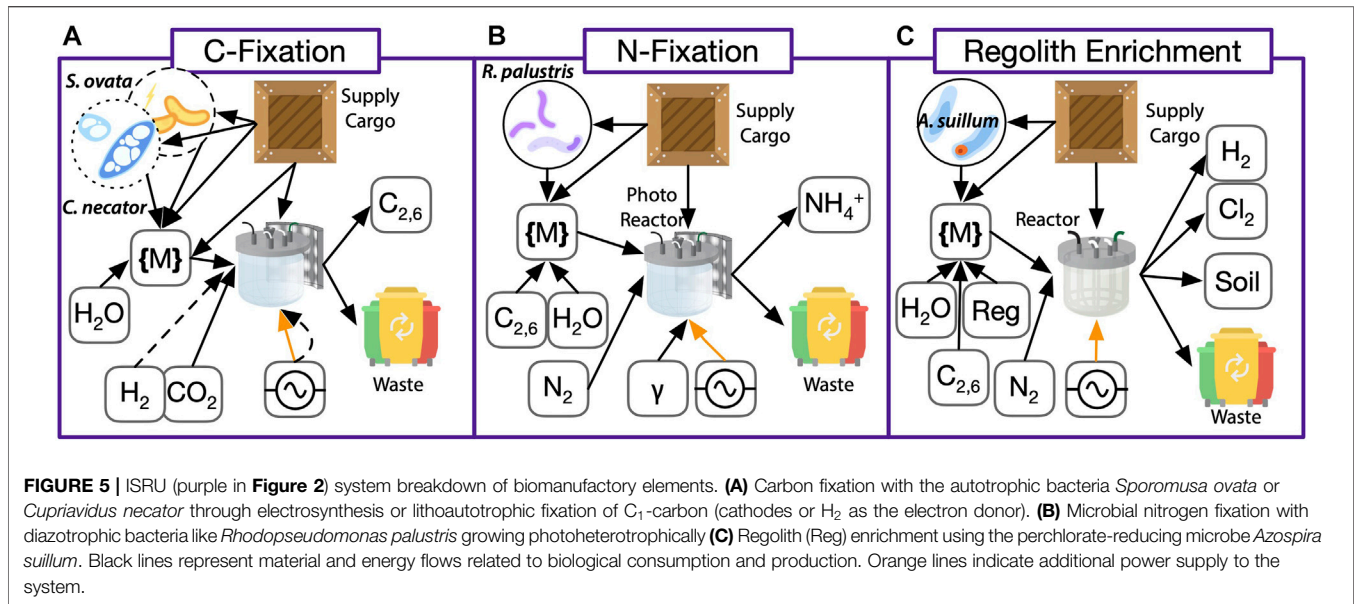 A
C-Fixation
S. ovata
C. necator
Supply
Cargo
{M}
H₂O
H₂
CO₂
C₂,₆
Waste
B
N-Fixation
R. palustris
Supply
Cargo
Photo
Reactor
{M}
C₂,₆
H₂O
N₂
γ
NH₄⁺
Waste
C
Regolith Enrichment
A. suillum
Supply
Cargo
Reactor
{M}
H₂O
Reg
C₂,₆
N₂
H₂
Cl₂
Soil
Waste
FIGURE 5 | ISRU (purple in Figure 2) system breakdown of biomanufactory elements. (A) Carbon fixation with the autotrophic bacteria Sporomusa ovata or
Cupriavidus necator through electrosynthesis or lithoautotrophic fixation of C₁-carbon (cathodes or H₂ as the electron donor). (B) Microbial nitrogen fixation with
diazotrophic bacteria like Rhodopseudomonas palustris growing photoheterotrophically (C) Regolith (Reg) enrichment using the perchlorate-reducing microbe Azospira
suillum. Black lines represent material and energy flows related to biological consumption and production. Orange lines indicate additional power supply to the
system.